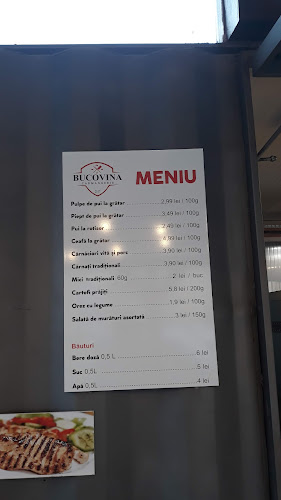 BUCOVINA
MENIU
Pulpe de pui la grătar 2,99 lei / 100g
Piept de pui la grătar 3,49 lei / 100g
Pui la rotisor 2,49 lei / 100g
Ceafă la grătar 4,99 lei / 100g
Cârnăciori vită și porc 3,90 lei / 100g
Cârnați tradiționali 3,90 lei / 100g
Mici tradiționali 60g 2 lei / buc
Cartofi prăjiți 5,8 lei / 200g
Orez cu legume 1,9 lei / 100g
Salată de murături asortată 3 lei / 150g
Băuturi
Bere doză 0,5 L 6 lei
Suc 0,5L 5 lei
Apă 0,5L 4 lei